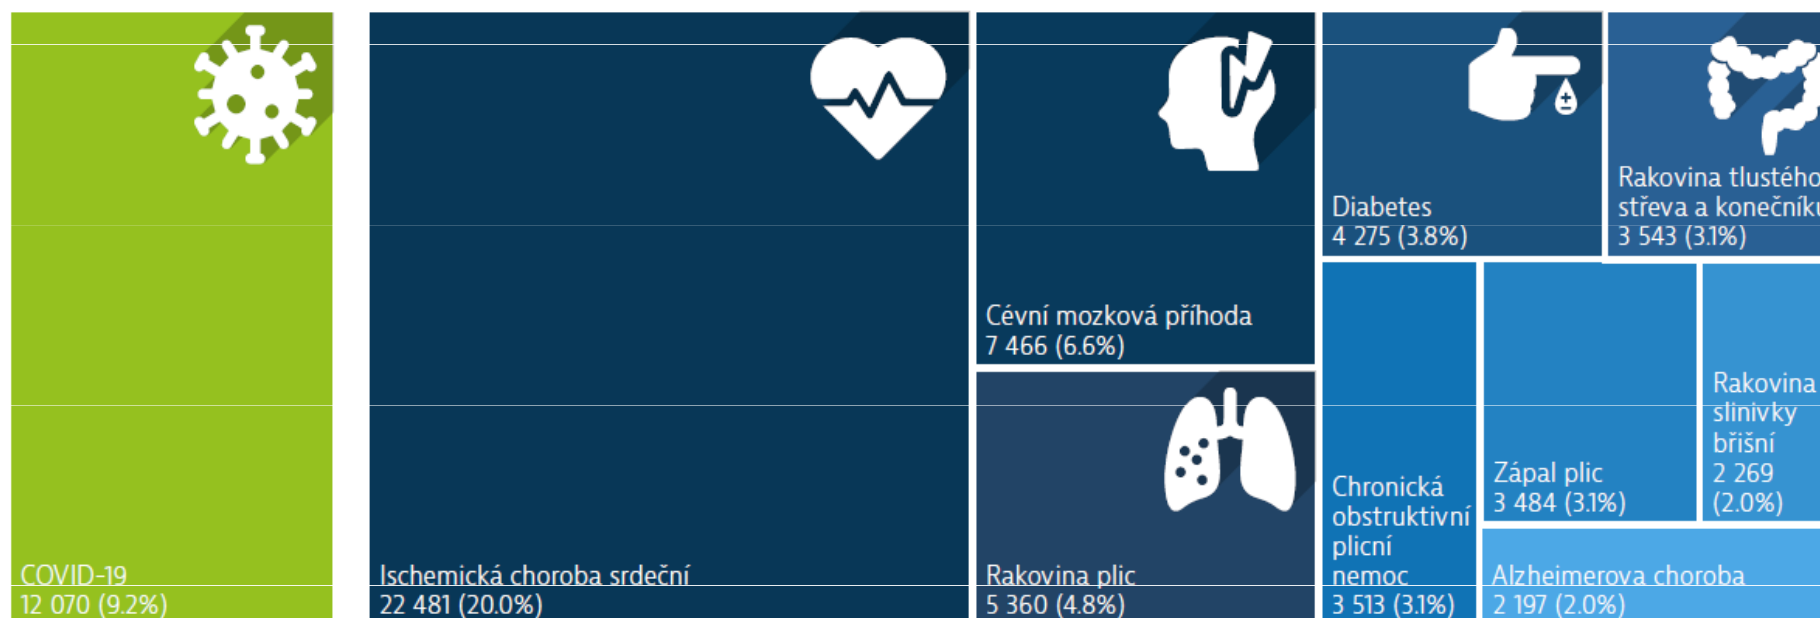 COVID-19
12 070 (9.2%)
Ischemická choroba srdeční
22 481 (20.0%)
Cévní mozková příhoda
7 466 (6.6%)
Rakovina plic
5 360 (4.8%)
Diabetes
4 275 (3.8%)
Rakovina tlustého
střeva a konečníku
3 543 (3.1%)
Chronická
obstruktivní
plicní
nemoc
3 513 (3.1%)
Zápal plic
3 484 (3.1%)
Rakovina
slinivky
břišní
2 269
(2.0%)
Alzheimerova choroba
2 197 (2.0%)